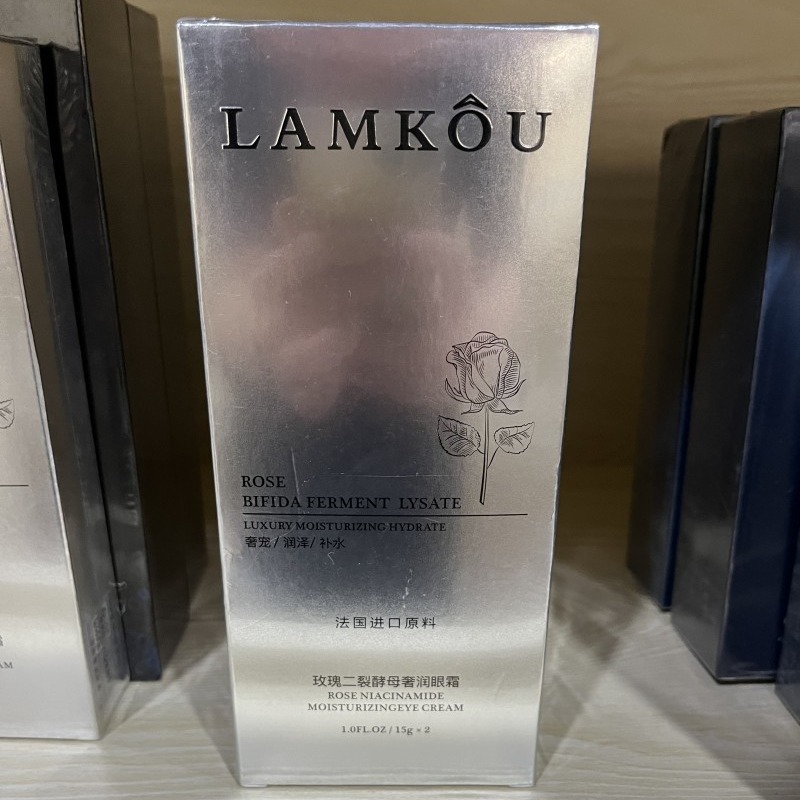 LAMKÔU
ROSE
BIFIDA FERMENT LYSATE
LUXURY MOISTURIZING HYDRATE
奢宠 / 润泽 / 补水
法国进口原料
玫瑰二裂酵母奢润眼霜
ROSE NIACINAMIDE
MOISTURIZINGEYE CREAM
1.0FL.OZ / 15g × 2